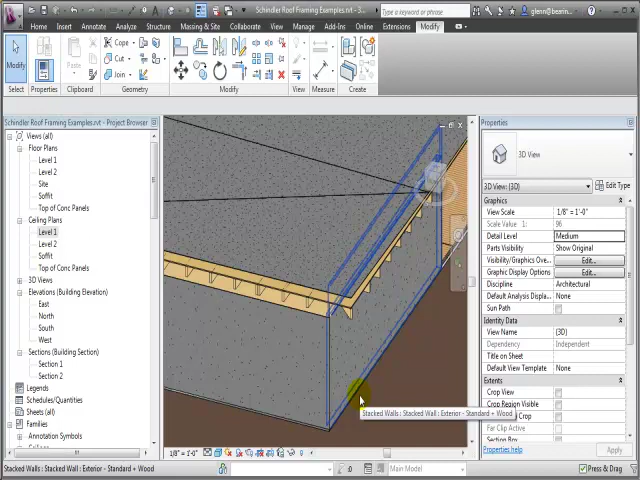 Schindler Roof Framing Examples.rvt - 3...
Type a keyword or phrase
glenn@bearin...
Home Insert Annotate Analyze Structure Massing & Site Collaborate View Manage Add-Ins Online Extensions Modify
Modify
Paste
Cope
Cut
Join
Select Properties Clipboard Geometry Modify View Measure Create
Schindler Roof Framing Examples.rvt - Project Browser
Views (all)
Floor Plans
Level 1
Level 2
Site
Soffit
Top of Conc Panels
Ceiling Plans
Level 1
Level 2
Soffit
Top of Conc Panels
3D Views
Elevations (Building Elevation)
East
North
South
West
Sections (Building Section)
Section 1
Section 2
Legends
Schedules/Quantities
Sheets (all)
Families
Annotation Symbols
Stacked Walls : Stacked Wall : Exterior - Standard + Wood
1/8" = 1'-0"
Properties
3D View
3D View: {3D}
Edit Type
Graphics
View Scale 1/8" = 1'-0"
Scale Value 1: 96
Detail Level Medium
Parts Visibility Show Original
Visibility/Graphics Ove... Edit...
Graphic Display Options Edit...
Discipline Architectural
Default Analysis Displa... None
Sun Path
Identity Data
View Name {3D}
Dependency Independent
Title on Sheet
Default View Template None
Extents
Crop View
Crop Region Visible
Crop
Far Clip Active
Section Box
Properties help
Apply
Stacked Walls : Stacked Wall : Exterior - Standard + Wood
:0
Main Model
Press & Drag